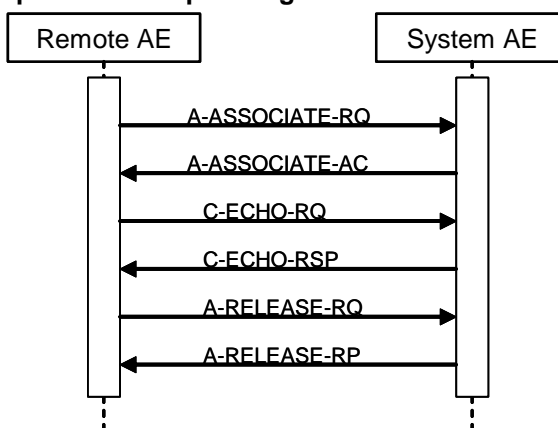 Remote AE
System AE
A-ASSOCIATE-RQ
A-ASSOCIATE-AC
C-ECHO-RQ
C-ECHO-RSP
A-RELEASE-RQ
A-RELEASE-RP